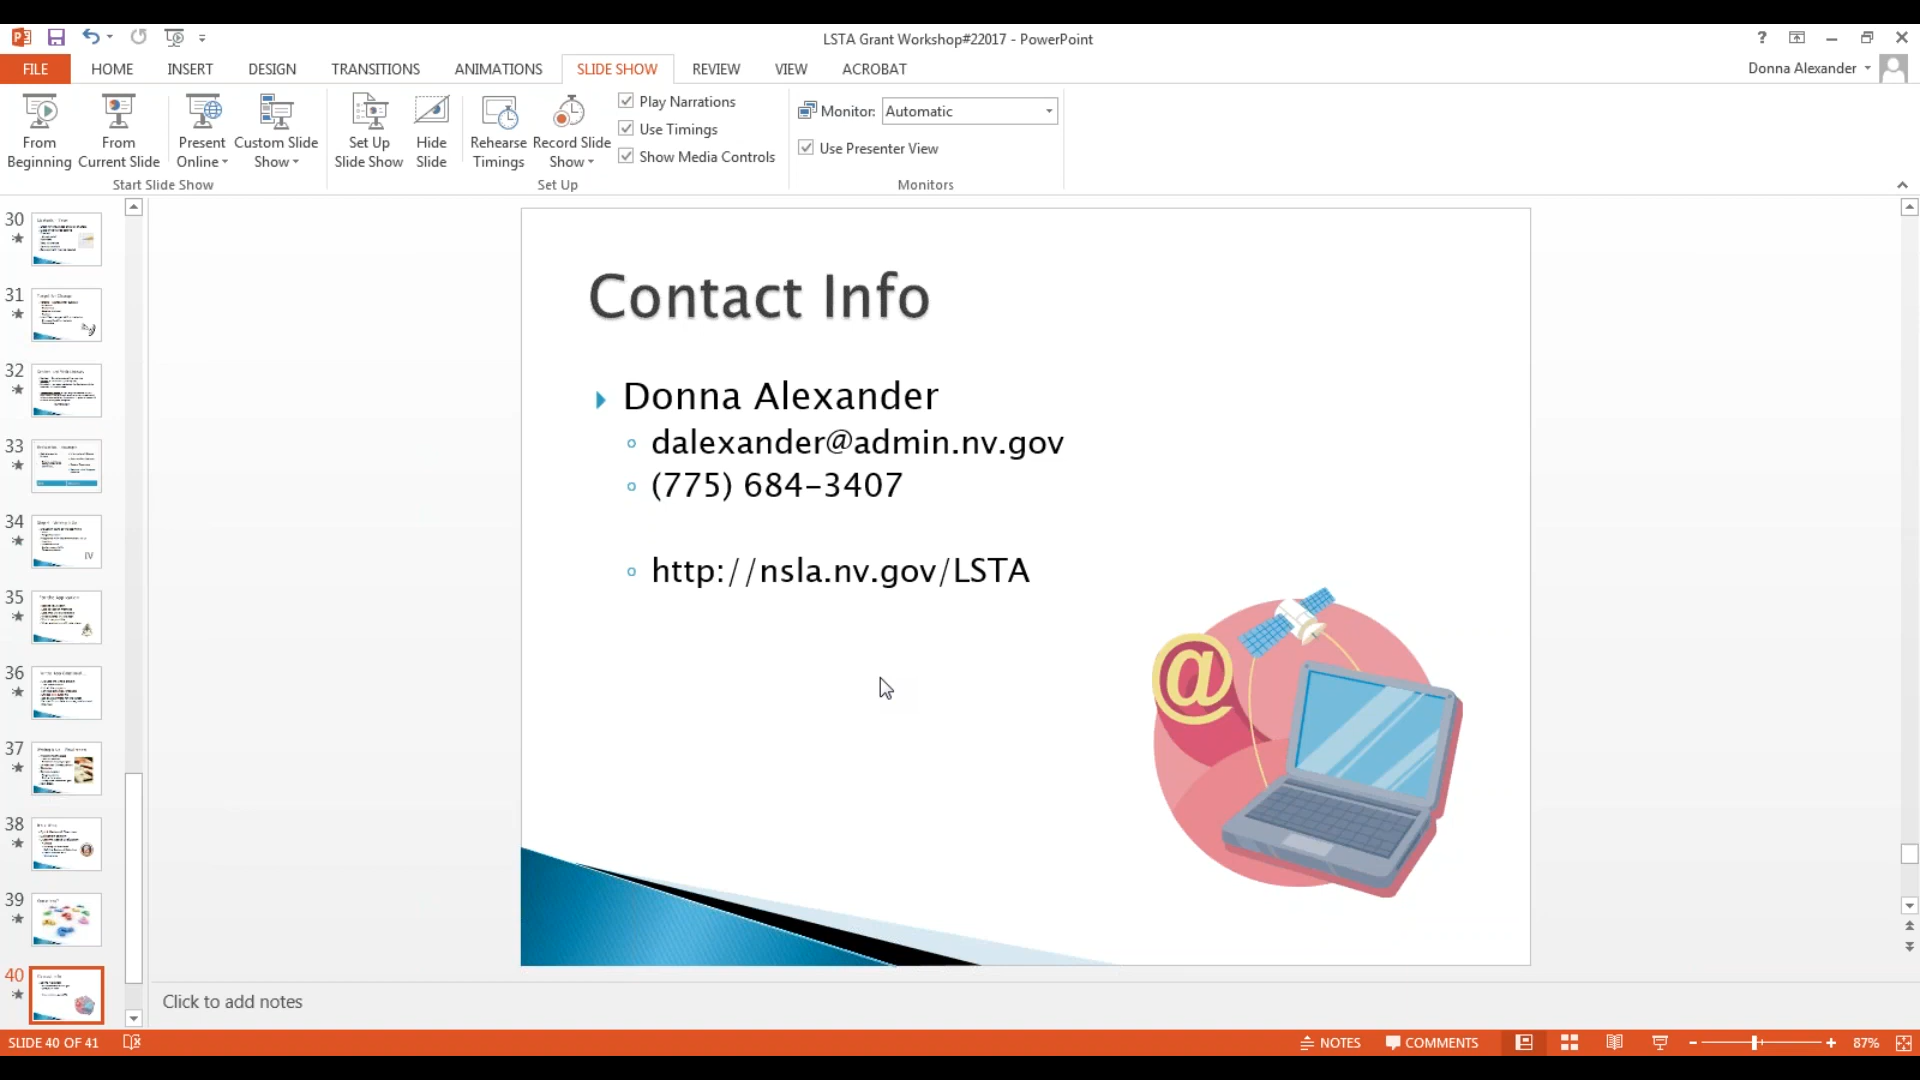 LSTA Grant Workshop#22017 - PowerPoint
?
FILE HOME INSERT DESIGN TRANSITIONS ANIMATIONS SLIDE SHOW REVIEW VIEW ACROBAT
Donna Alexander
From Beginning
From Current Slide
Present Online
Custom Slide Show
Start Slide Show
Set Up Slide Show
Hide Slide
Rehearse Timings
Record Slide Show
Play Narrations
Use Timings
Show Media Controls
Set Up
Monitor: Automatic
Use Presenter View
Monitors
30
31
32
33
34
IV
35
36
37
38
39
40
Contact Info
Donna Alexander
dalexander@admin.nv.gov
(775) 684-3407
http://nsla.nv.gov/LSTA
@
Click to add notes
SLIDE 40 OF 41
NOTES
COMMENTS
87%